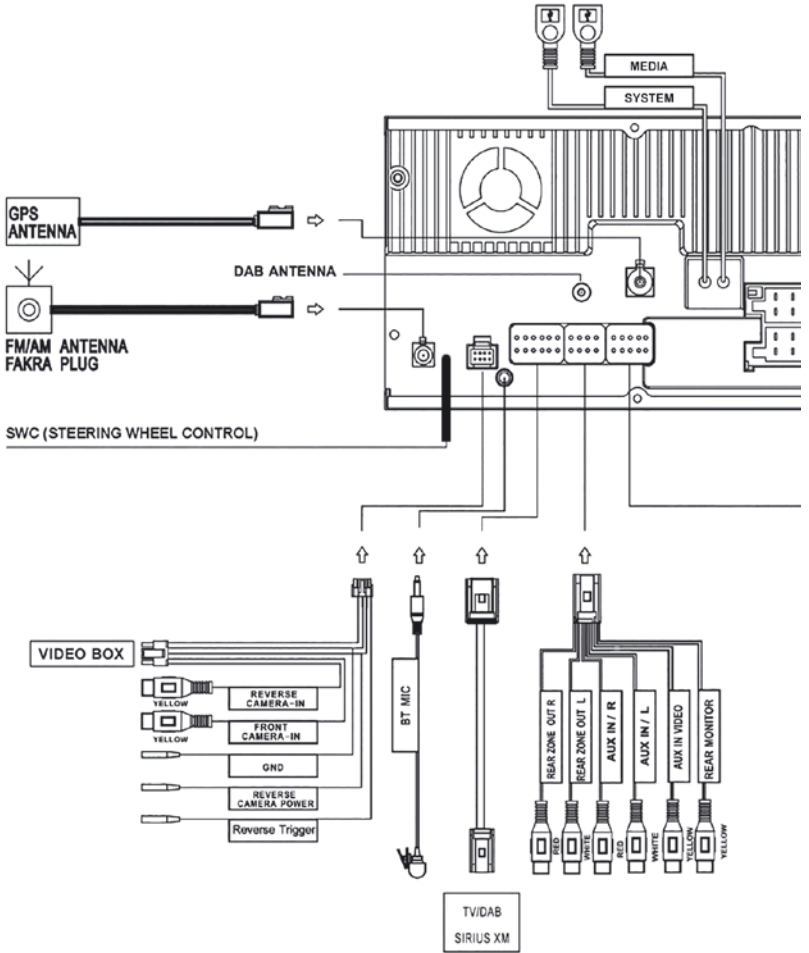 MEDIA
SYSTEM
GPS
ANTENNA
DAB ANTENNA
FM/AM ANTENNA
FAKRA PLUG
SWC (STEERING WHEEL CONTROL)
VIDEO BOX
REVERSE
CAMERA-IN
YELLOW
FRONT
CAMERA-IN
YELLOW
GND
REVERSE
CAMERA POWER
Reverse Trigger
BT MIC
TV/DAB
SIRIUS XM
REAR ZONE OUT R
REAR ZONE OUT L
AUX IN / R
AUX IN / L
AUX IN VIDEO
REAR MONITOR
RED
WHITE
RED
WHITE
YELLOW
YELLOW